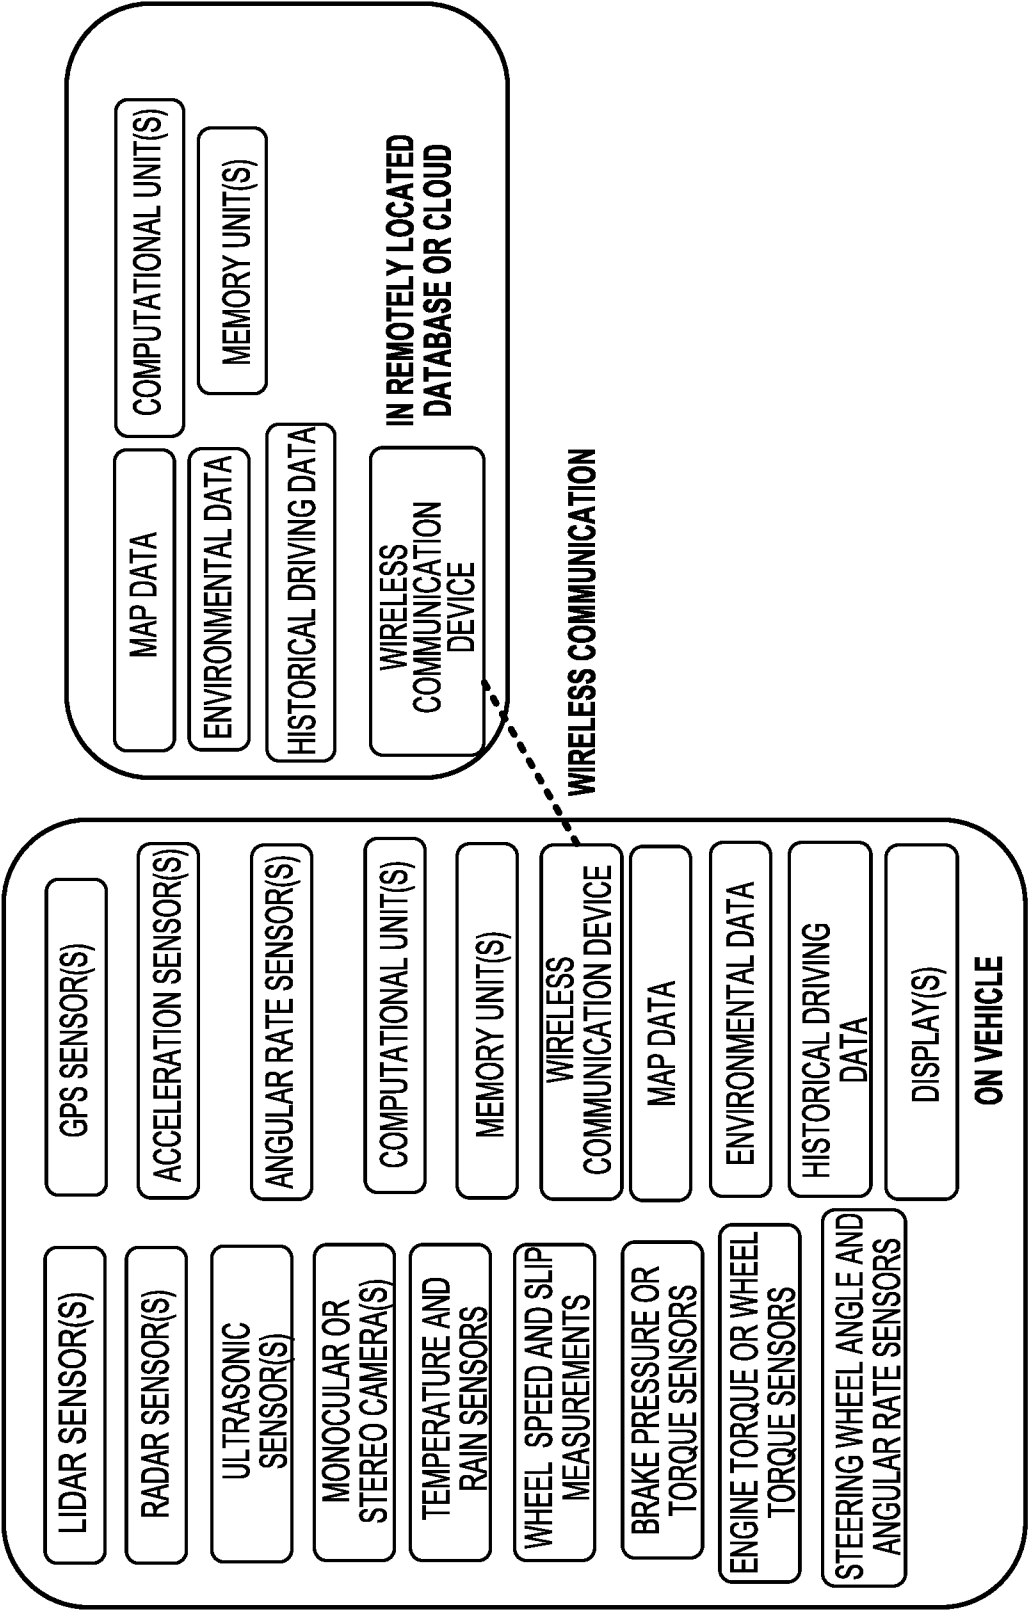 LIDAR SENSOR(S)
RADAR SENSOR(S)
ULTRASONIC
SENSOR(S)
MONOCULAR OR
STEREO CAMERA(S)
TEMPERATURE AND
RAIN SENSORS
WHEEL SPEED AND SLIP
MEASUREMENTS
BRAKE PRESSURE OR
TORQUE SENSORS
ENGINE TORQUE OR WHEEL
TORQUE SENSORS
STEERING WHEEL ANGLE AND
ANGULAR RATE SENSORS
GPS SENSOR(S)
ACCELERATION SENSOR(S)
ANGULAR RATE SENSOR(S)
COMPUTATIONAL UNIT(S)
MEMORY UNIT(S)
WIRELESS
COMMUNICATION DEVICE
MAP DATA
ENVIRONMENTAL DATA
HISTORICAL DRIVING
DATA
DISPLAY(S)
ON VEHICLE
WIRELESS COMMUNICATION
MAP DATA
ENVIRONMENTAL DATA
HISTORICAL DRIVING DATA
WIRELESS
COMMUNICATION
DEVICE
COMPUTATIONAL UNIT(S)
MEMORY UNIT(S)
IN REMOTELY LOCATED
DATABASE OR CLOUD